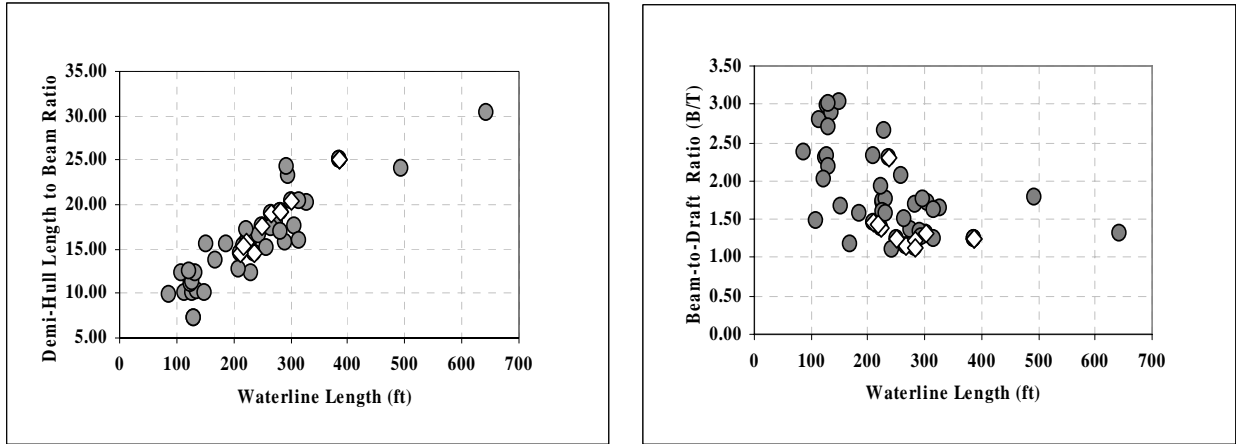 Demi-Hull Length to Beam Ratio
35.00
30.00
25.00
20.00
15.00
10.00
5.00
0 100 200 300 400 500 600 700
Waterline Length (ft)
Beam-to-Draft Ratio (B/T)
3.50
3.00
2.50
2.00
1.50
1.00
0.50
0.00
0 100 200 300 400 500 600 700
Waterline Length (ft)